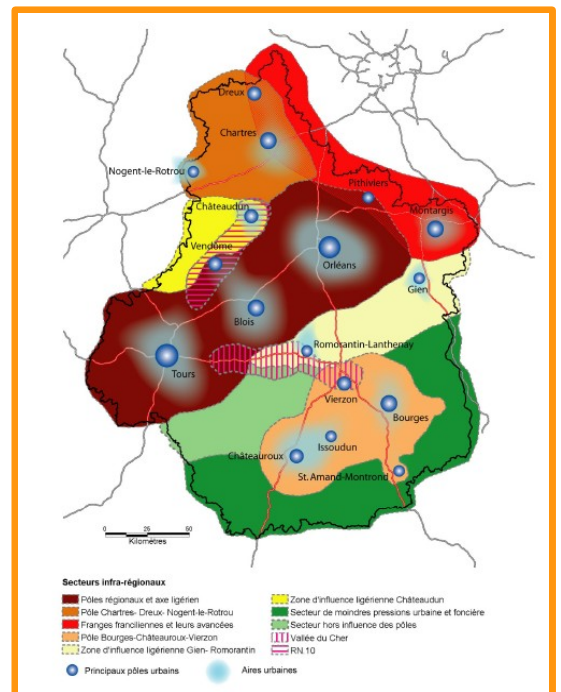 Dreux
Chartres
Nogent-le-Rotrou
Pithiviers
Châteaudun
Montargis
Vendôme
Orléans
Gien
Blois
Romorantin-Lanthenay
Tours
Vierzon
Bourges
Issoudun
Châteauroux
St. Amand-Montrond
0 25 50
Kilomètres
Secteurs infra-régionaux
Pôles régionaux et axe ligérien
Pôle Chartres- Dreux- Nogent-le-Rotrou
Franges franciliennes et leurs avancées
Pôle Bourges-Châteauroux-Vierzon
Zone d'influence ligérienne Gien- Romorantin
Zone d'influence ligérienne Châteaudun
Secteur de moindres pressions urbaine et foncière
Secteur hors influence des pôles
Vallée du Cher
RN.10
Principaux pôles urbains
Aires urbaines